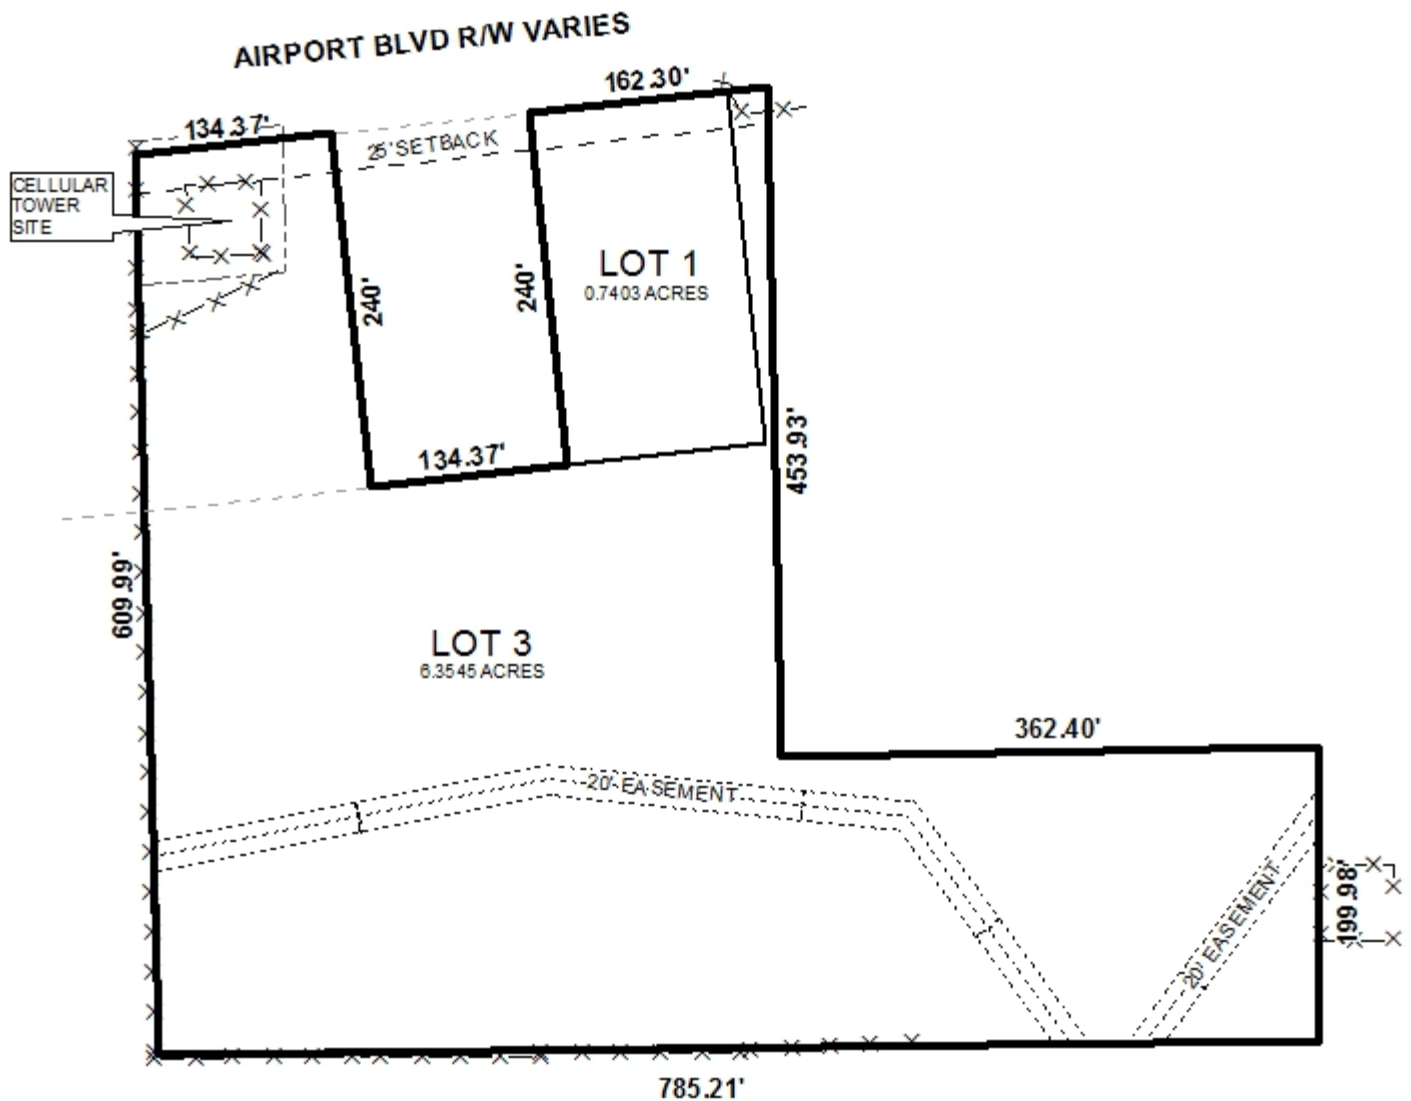 AIRPORT BLVD R/W VARIES
162.30'
134.37'
25' SETBACK
CELLULAR
TOWER
SITE
LOT 1
0.7403 ACRES
240'
240'
134.37'
453.93'
609.99'
LOT 3
6.3545 ACRES
362.40'
20' EASEMENT
20' EASEMENT
199.98'
785.21'